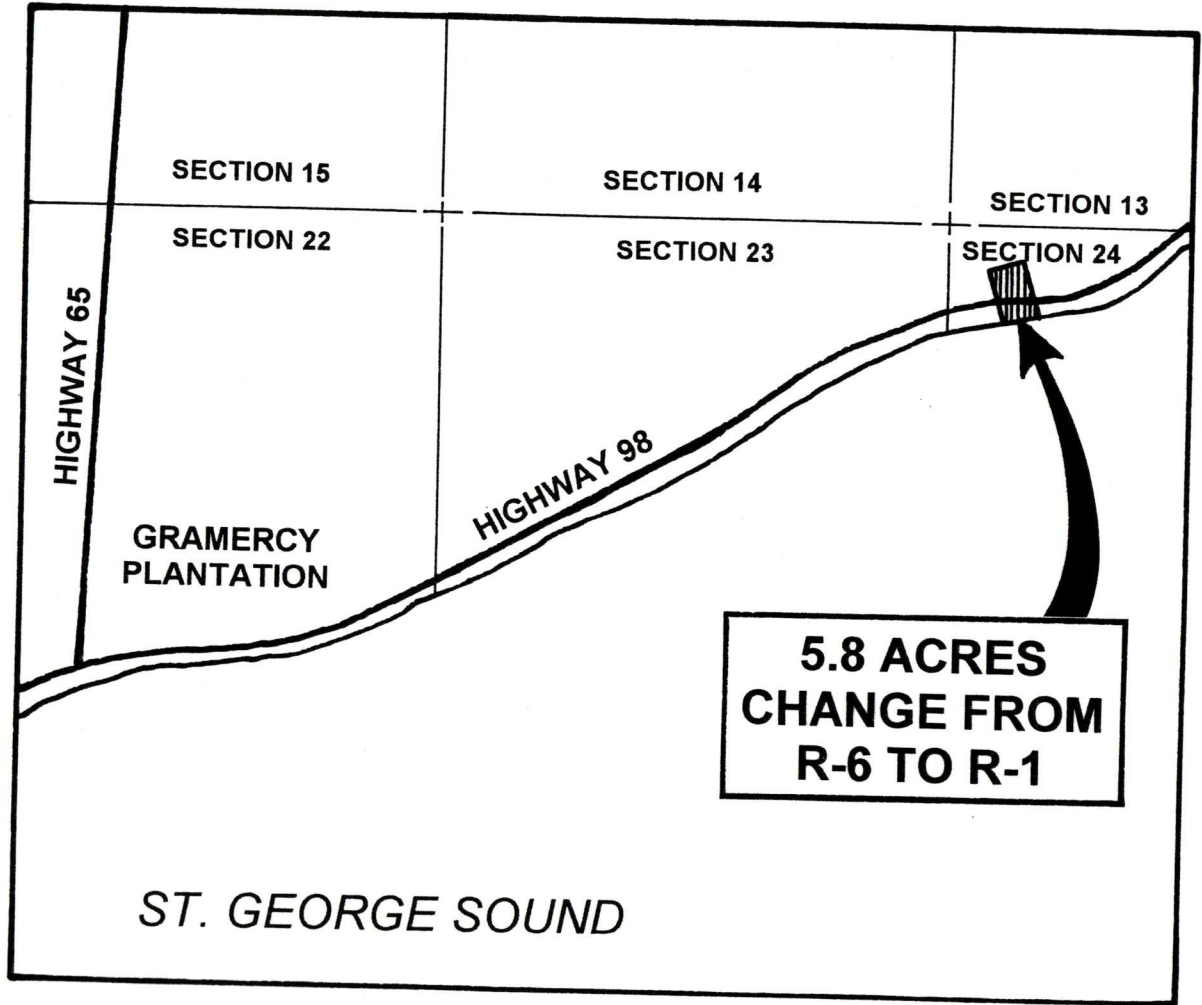 SECTION 15
SECTION 14
SECTION 13
SECTION 22
SECTION 23
SECTION 24
HIGHWAY 65
HIGHWAY 98
GRAMERCY
PLANTATION
5.8 ACRES
CHANGE FROM
R-6 TO R-1
ST. GEORGE SOUND